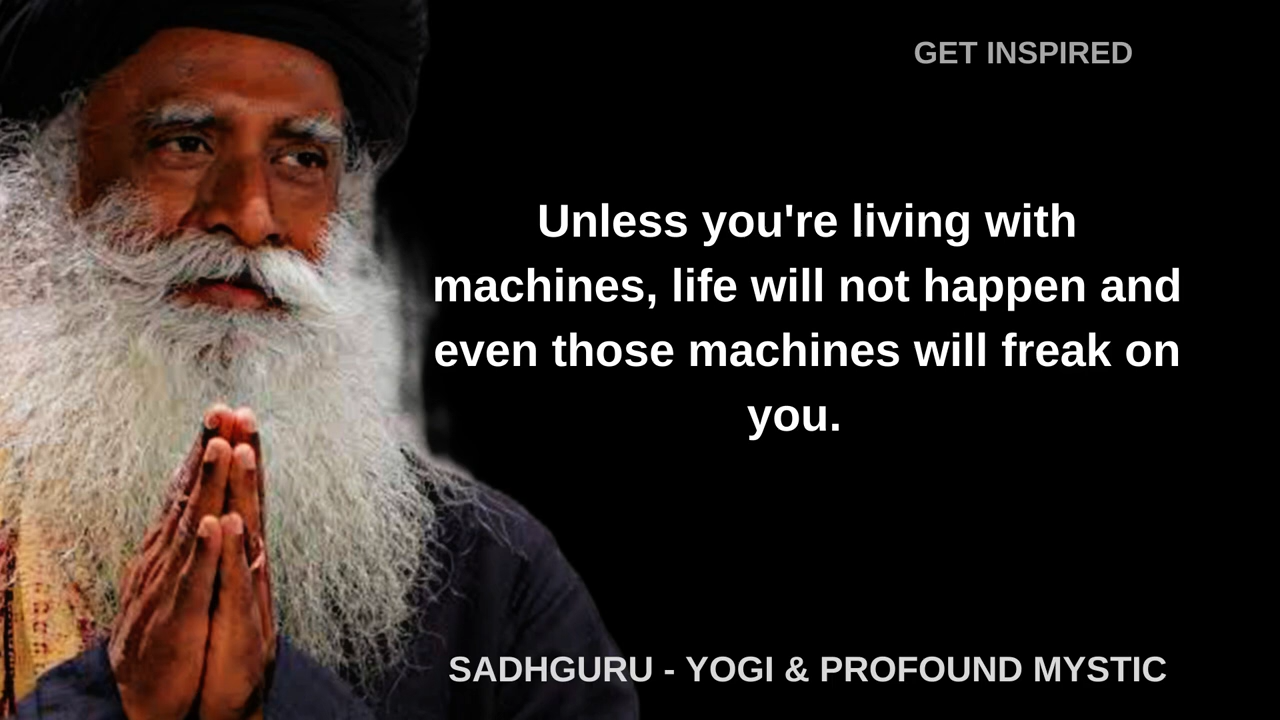 GET INSPIRED
Unless you're living with
machines, life will not happen and
even those machines will freak on
you.
SADHGURU - YOGI & PROFOUND MYSTIC